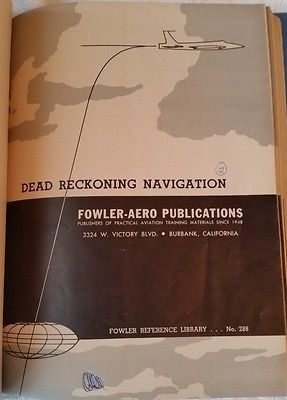 2
DEAD RECKONING NAVIGATION
FOWLER-AERO PUBLICATIONS
PUBLISHERS OF PRACTICAL AVIATION TRAINING MATERIALS SINCE 1948
3324 W. VICTORY BLVD. • BURBANK, CALIFORNIA
FOWLER REFERENCE LIBRARY . . . No. 288